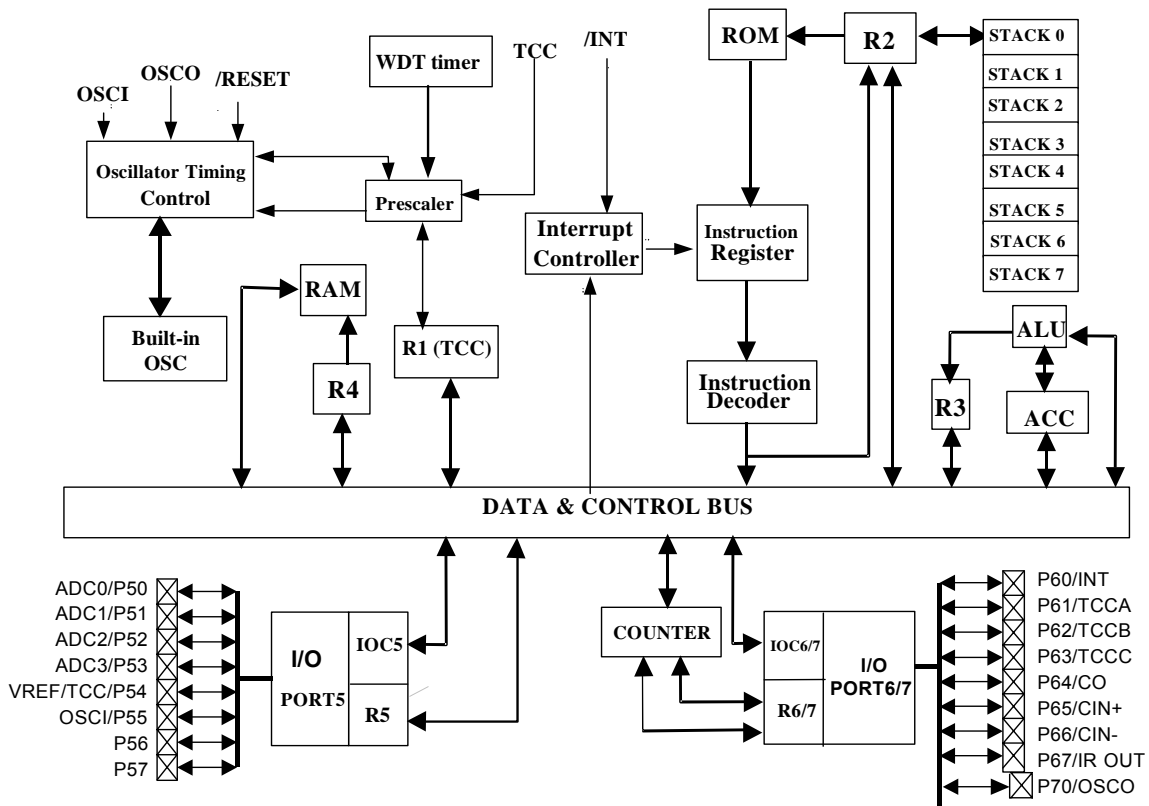 OSCI
OSCO
/RESET
WDT timer
TCC
/INT
ROM
R2
STACK 0
STACK 1
STACK 2
STACK 3
STACK 4
STACK 5
STACK 6
STACK 7
Oscillator Timing
Control
Prescaler
Interrupt
Controller
Instruction
Register
Built-in
OSC
RAM
R4
R1 (TCC)
Instruction
Decoder
ALU
R3
ACC
DATA & CONTROL BUS
ADC0/P50
ADC1/P51
ADC2/P52
ADC3/P53
VREF/TCC/P54
OSCI/P55
P56
P57
I/O
PORT5
IOC5
R5
COUNTER
IOC6/7
R6/7
I/O
PORT6/7
P60/INT
P61/TCCA
P62/TCCB
P63/TCCC
P64/CO
P65/CIN+
P66/CIN-
P67/IR OUT
P70/OSCO